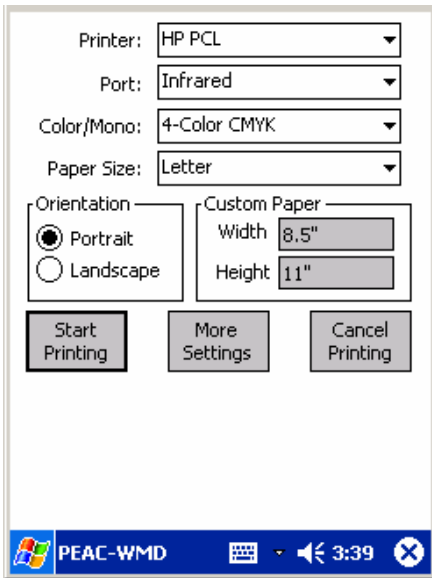 Printer: HP PCL
Port: Infrared
Color/Mono: 4-Color CMYK
Paper Size: Letter
Orientation
Portrait
Landscape
Custom Paper
Width 8.5"
Height 11"
Start Printing
More Settings
Cancel Printing
PEAC-WMD 3:39